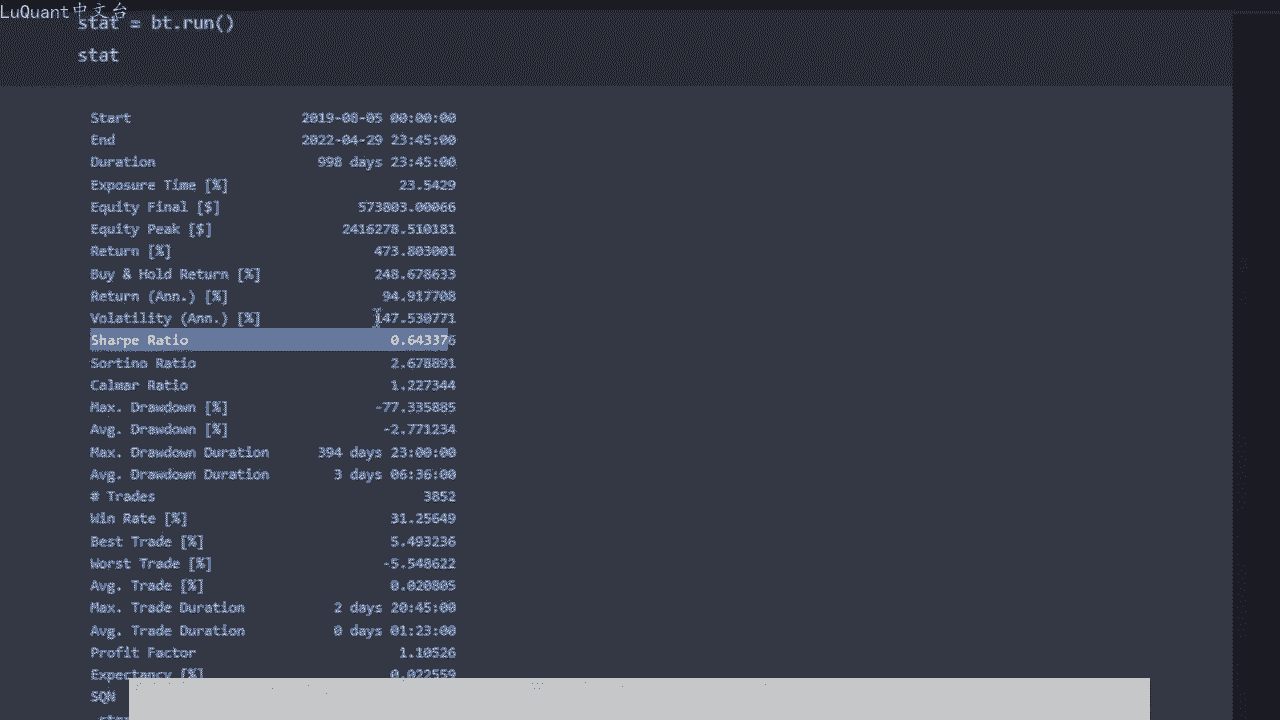 LuQuant中文台
stat = bt.run()
stat
Start 2019-08-05 00:00:00
End 2022-04-29 23:45:00
Duration 998 days 23:45:00
Exposure Time [%] 23.5429
Equity Final [$] 573803.00066
Equity Peak [$] 2416278.510181
Return [%] 473.803001
Buy & Hold Return [%] 248.678633
Return (Ann.) [%] 94.917708
Volatility (Ann.) [%] 147.530771
Sharpe Ratio 0.643376
Sortino Ratio 2.678891
Calmar Ratio 1.227344
Max. Drawdown [%] -77.335885
Avg. Drawdown [%] -2.771234
Max. Drawdown Duration 394 days 23:00:00
Avg. Drawdown Duration 3 days 06:36:00
# Trades 3852
Win Rate [%] 31.25649
Best Trade [%] 5.493236
Worst Trade [%] -5.548622
Avg. Trade [%] 0.020805
Max. Trade Duration 2 days 20:45:00
Avg. Trade Duration 0 days 01:23:00
Profit Factor 1.10526
Expectancy [%] 0.022559
SQN